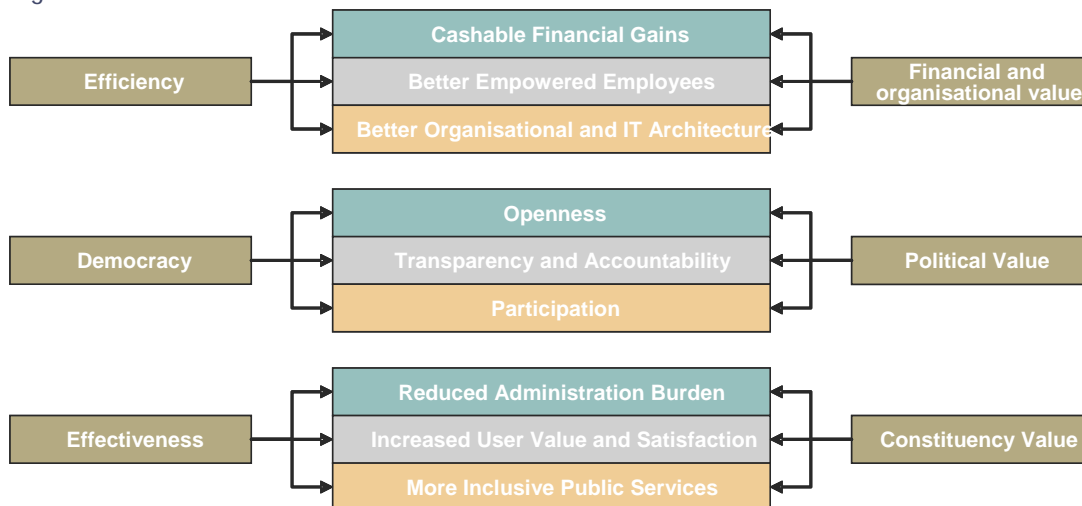 Cashable Financial Gains
Efficiency
Better Empowered Employees
Financial and
organisational value
Better Organisational and IT Architecture
Openness
Democracy
Transparency and Accountability
Political Value
Participation
Reduced Administration Burden
Effectiveness
Increased User Value and Satisfaction
Constituency Value
More Inclusive Public Services